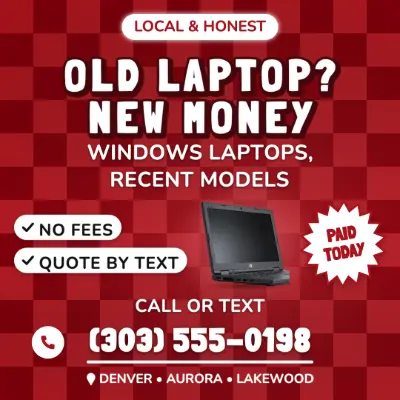 LOCAL & HONEST
OLD LAPTOP?
NEW MONEY
WINDOWS LAPTOPS,
RECENT MODELS
NO FEES
QUOTE BY TEXT
PAID
TODAY
CALL OR TEXT
(303) 555-0198
DENVER • AURORA • LAKEWOOD